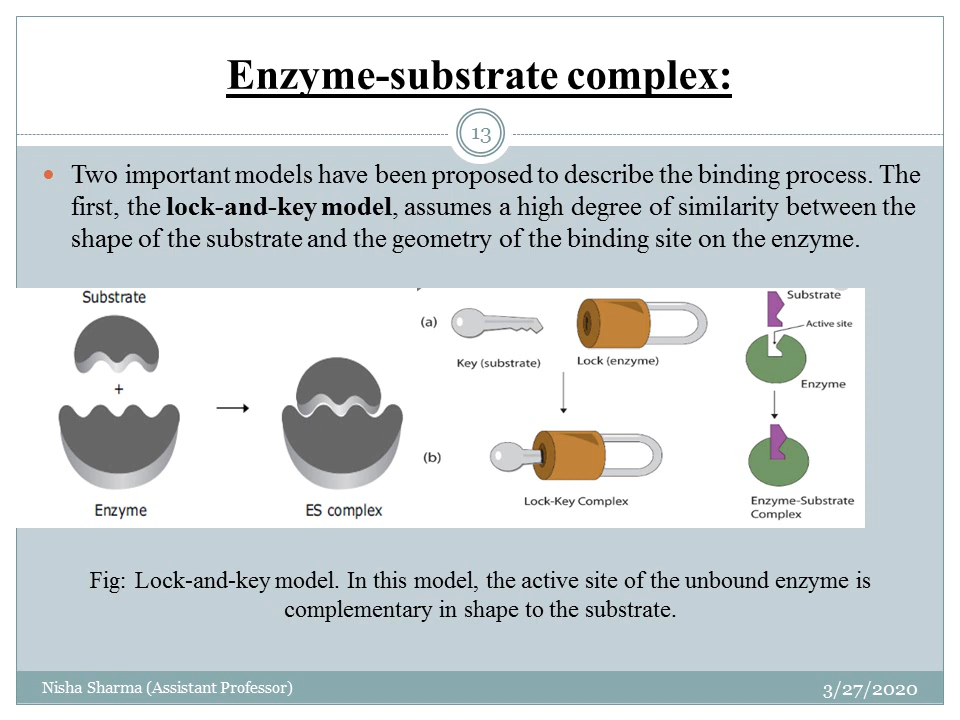 Enzyme-substrate complex:
13
Two important models have been proposed to describe the binding process. The
first, the lock-and-key model, assumes a high degree of similarity between the
shape of the substrate and the geometry of the binding site on the enzyme.
Substrate
+
Enzyme
ES complex
(a)
Key (substrate)
Lock (enzyme)
(b)
Lock-Key Complex
Substrate
Active site
Enzyme
Enzyme-Substrate
Complex
Fig: Lock-and-key model. In this model, the active site of the unbound enzyme is
complementary in shape to the substrate.
Nisha Sharma (Assistant Professor)
3/27/2020